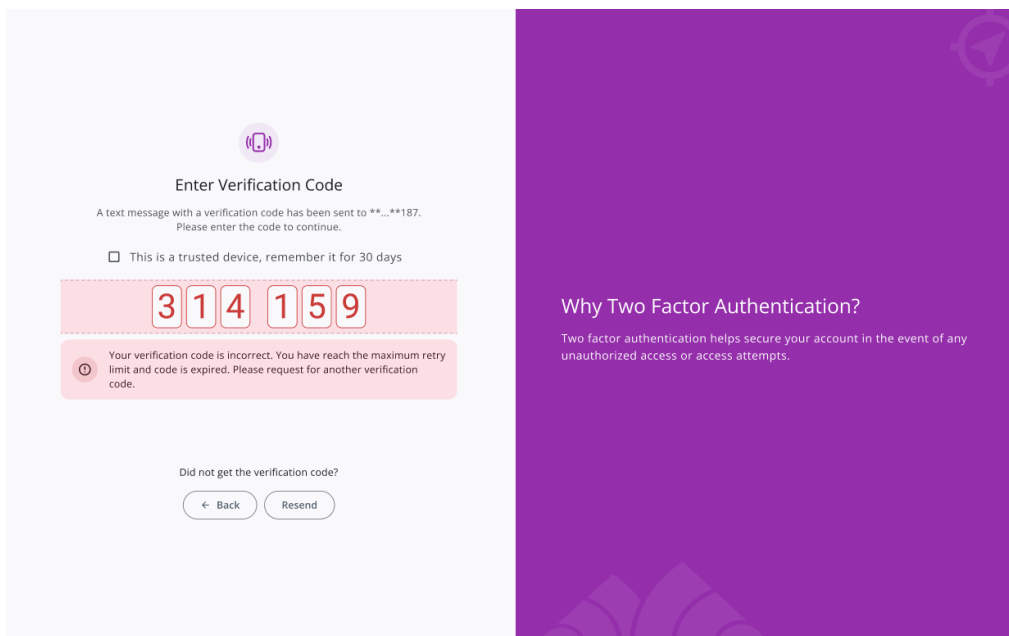 Enter Verification Code
A text message with a verification code has been sent to **...**187.
Please enter the code to continue.
This is a trusted device, remember it for 30 days
314 159
Your verification code is incorrect. You have reach the maximum retry
limit and code is expired. Please request for another verification
code.
Did not get the verification code?
← Back
Resend
Why Two Factor Authentication?
Two factor authentication helps secure your account in the event of any
unauthorized access or access attempts.